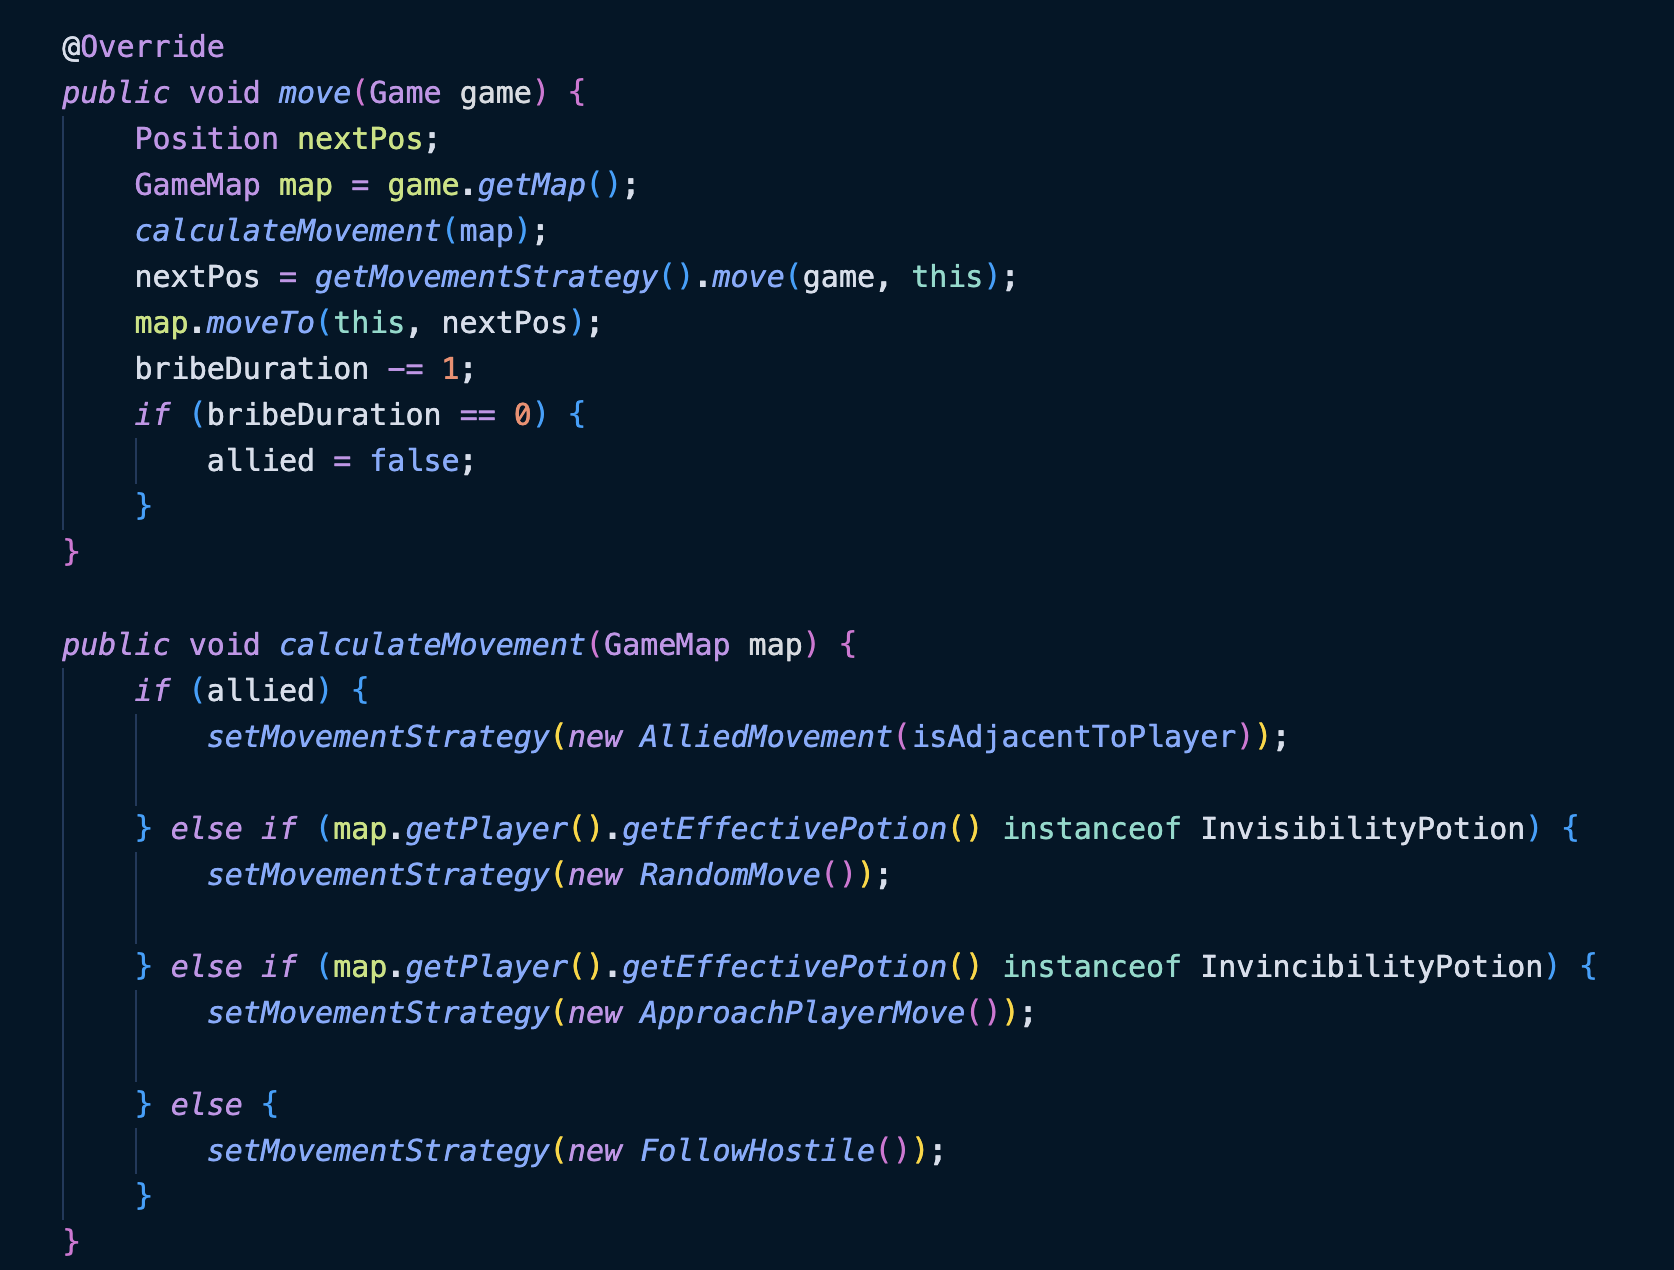 @Override
public void move(Game game) {
    Position nextPos;
    GameMap map = game.getMap();
    calculateMovement(map);
    nextPos = getMovementStrategy().move(game, this);
    map.moveTo(this, nextPos);
    bribeDuration -= 1;
    if (bribeDuration == 0) {
        allied = false;
    }
}

public void calculateMovement(GameMap map) {
    if (allied) {
        setMovementStrategy(new AlliedMovement(isAdjacentToPlayer));

    } else if (map.getPlayer().getEffectivePotion() instanceof InvisibilityPotion) {
        setMovementStrategy(new RandomMove());

    } else if (map.getPlayer().getEffectivePotion() instanceof InvincibilityPotion) {
        setMovementStrategy(new ApproachPlayerMove());

    } else {
        setMovementStrategy(new FollowHostile());
    }
}